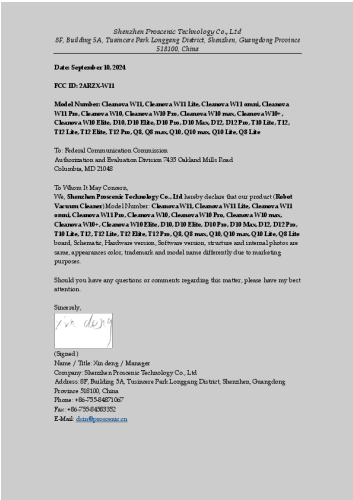 Shenzhen Proscenic Technology Co., Ltd
8F, Building 5A, Tusincere Park Longgang District, Shenzhen, Guangdong Province
518100, China
Date: September 10, 2024
FCC ID: 2ARZX-W11
Model Number: Cleanova W11, Cleanova W11 Lite, Cleanova W11 omni, Cleanova
W11 Pro, Cleanova W10, Cleanova W10 Pro, Cleanova W10 max, Cleanova W10+,
Cleanova W10 Elite, D10, D10 Elite, D10 Pro, D10 Max, D12, D12 Pro, T10 Lite, T12,
T12 Lite, T12 Elite, T12 Pro, Q8, Q8 max, Q10, Q10 max, Q10 Lite, Q8 Lite
To: Federal Communication Commission
Authorization and Evaluation Division 7435 Oakland Mills Road
Columbia, MD 21048
To Whom It May Concern,
We, Shenzhen Proscenic Technology Co., Ltd hereby declare that our product (Robot
Vacuum Cleaner) Model Number: Cleanova W11, Cleanova W11 Lite, Cleanova W11
omni, Cleanova W11 Pro, Cleanova W10, Cleanova W10 Pro, Cleanova W10 max,
Cleanova W10+, Cleanova W10 Elite, D10, D10 Elite, D10 Pro, D10 Max, D12, D12 Pro,
T10 Lite, T12, T12 Lite, T12 Elite, T12 Pro, Q8, Q8 max, Q10, Q10 max, Q10 Lite, Q8 Lite
board, Schematic, Hardware version, Software version, structure and internal photos are
same, appearances color, trademark and model name differently due to marketing
purposes.
Should you have any questions or comments regarding this matter, please have my best
attention.
Sincerely,
xin deng
(Signed)
Name / Title: Xin deng / Manager
Company: Shenzhen Proscenic Technology Co., Ltd
Address: 8F, Building 5A, Tusincere Park Longgang District, Shenzhen, Guangdong
Province 518100, China
Phone: +86-755-84871067
Fax: +86-755-84583352
E-Mail: dxin@proscenic.cn